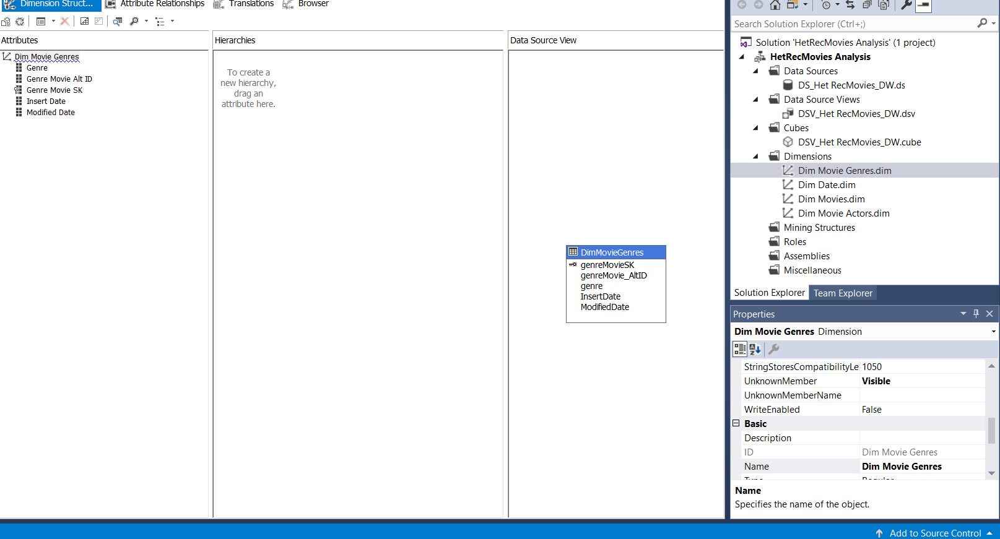 Dimension Struct...
Attribute Relationships
Translations
Browser
Attributes
Dim Movie Genres
Genre
Genre Movie Alt ID
Genre Movie SK
Insert Date
Modified Date
Hierarchies
To create a
new hierarchy,
drag an
attribute here.
Data Source View
DimMovieGenres
genreMovieSK
genreMovie_AltID
genre
InsertDate
ModifiedDate
Search Solution Explorer (Ctrl+;)
Solution 'HetRecMovies Analysis' (1 project)
HetRecMovies Analysis
Data Sources
DS_Het RecMovies_DW.ds
Data Source Views
DSV_Het RecMovies_DW.dsv
Cubes
DSV_Het RecMovies_DW.cube
Dimensions
Dim Movie Genres.dim
Dim Date.dim
Dim Movies.dim
Dim Movie Actors.dim
Mining Structures
Roles
Assemblies
Miscellaneous
Solution Explorer
Team Explorer
Properties
Dim Movie Genres Dimension
StringStoresCompatibilityLe 1050
UnknownMember Visible
UnknownMemberName
WriteEnabled False
Basic
Description
ID Dim Movie Genres
Name Dim Movie Genres
Type Regular
Name
Specifies the name of the object.
Add to Source Control